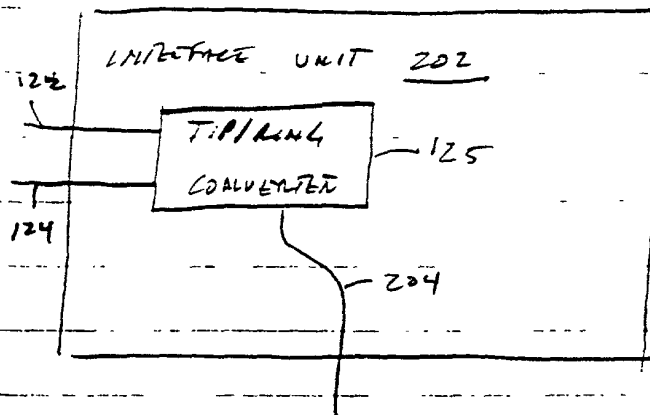 INTERFACE UNIT 202
122
TIP/RING
125
CONVERTER
124
204